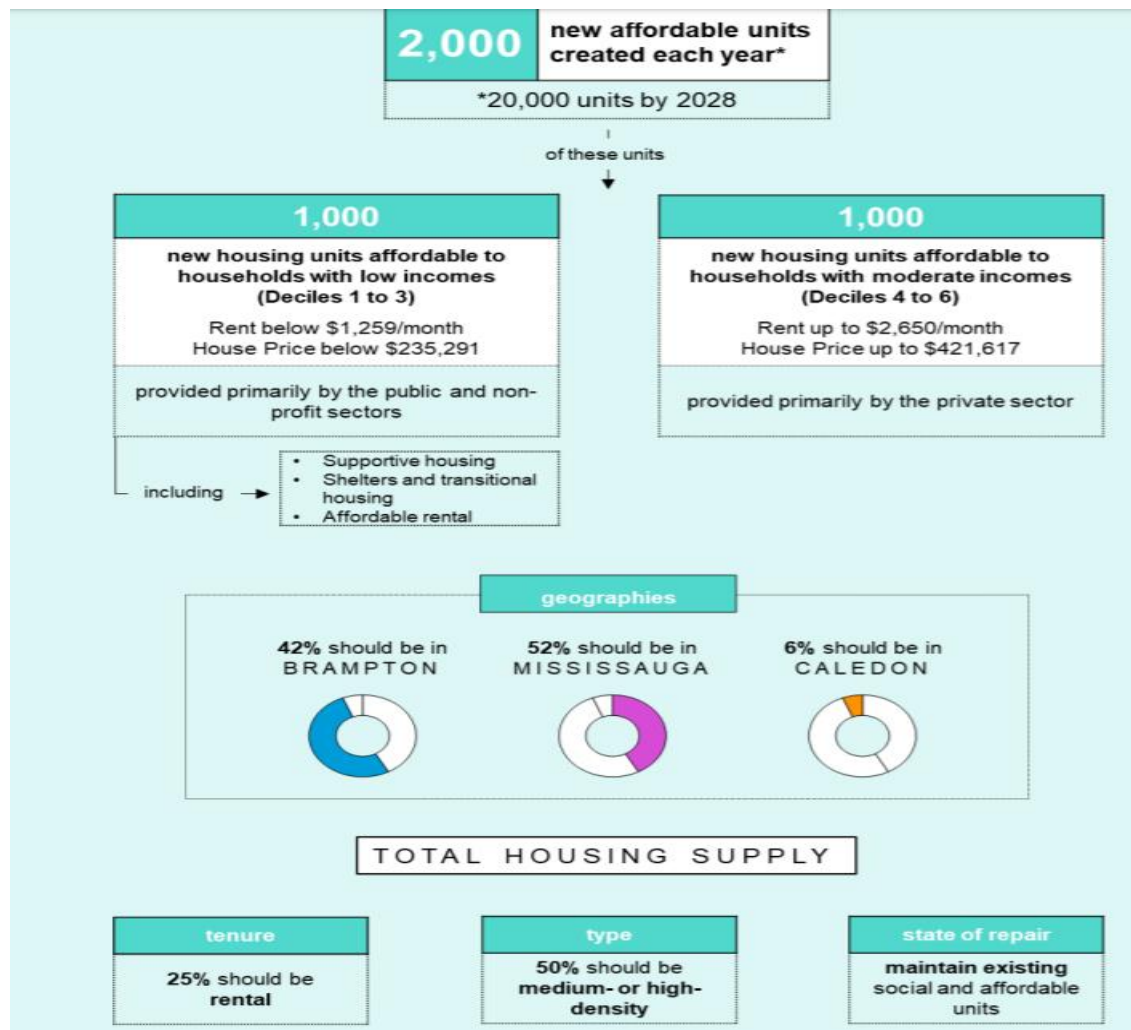 2,000
new affordable units
created each year*
*20,000 units by 2028
of these units
1,000
new housing units affordable to
households with low incomes
(Deciles 1 to 3)
Rent below $1,259/month
House Price below $235,291
provided primarily by the public and non-
profit sectors
including
• Supportive housing
• Shelters and transitional
housing
• Affordable rental
1,000
new housing units affordable to
households with moderate incomes
(Deciles 4 to 6)
Rent up to $2,650/month
House Price up to $421,617
provided primarily by the private sector
geographies
42% should be in
BRAMPTON
52% should be in
MISSISSAUGA
6% should be in
CALEDON
TOTAL HOUSING SUPPLY
tenure
25% should be
rental
type
50% should be
medium- or high-
density
state of repair
maintain existing
social and affordable
units